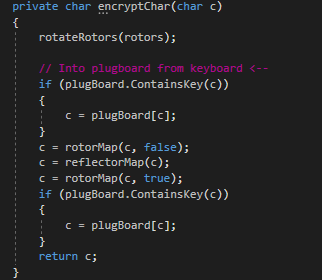 private char encryptChar(char c)
{
    rotateRotors(rotors);

    // Into plugboard from keyboard <--
    if (plugBoard.ContainsKey(c))
    {
        c = plugBoard[c];
    }
    c = rotorMap(c, false);
    c = reflectorMap(c);
    c = rotorMap(c, true);
    if (plugBoard.ContainsKey(c))
    {
        c = plugBoard[c];
    }
    return c;
}